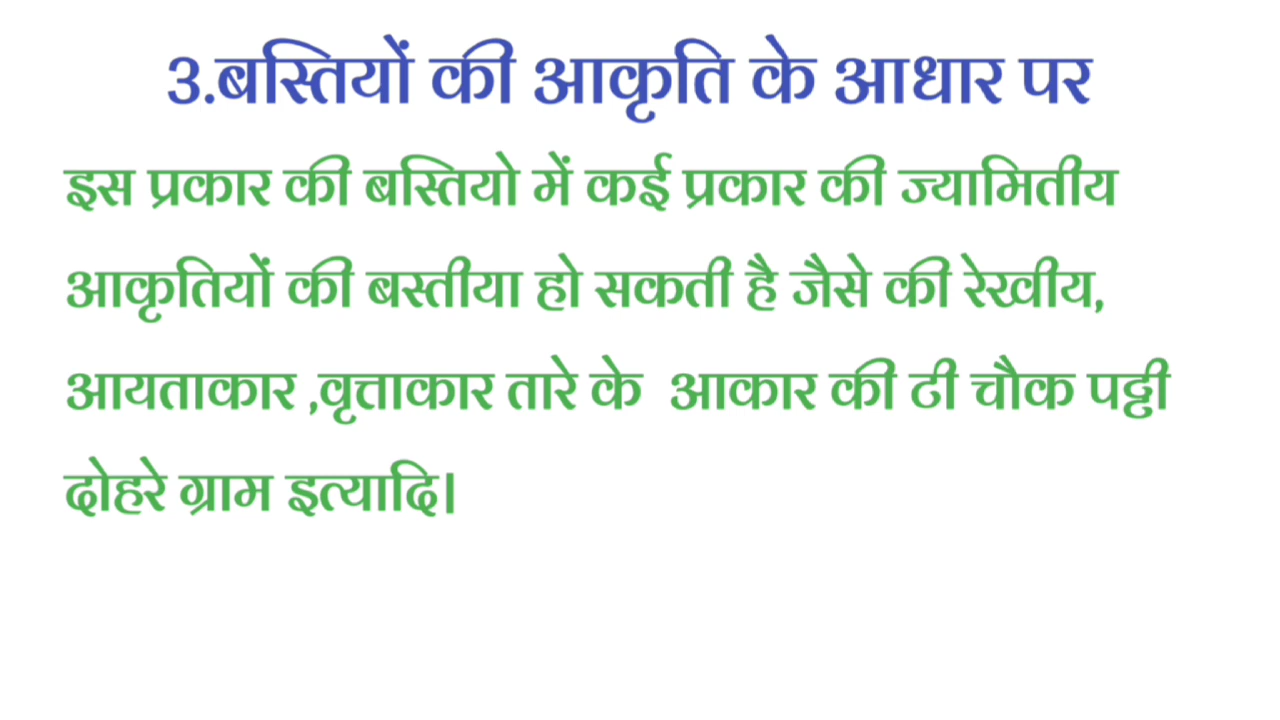 3.बस्तियों की आकृति के आधार पर
इस प्रकार की बस्तियो में कई प्रकार की ज्यामितीय
आकृतियों की बस्तीया हो सकती है जैसे की रेखीय,
आयताकार ,वृत्ताकार तारे के आकार की टी चौक पट्टी
दोहरे ग्राम इत्यादि।